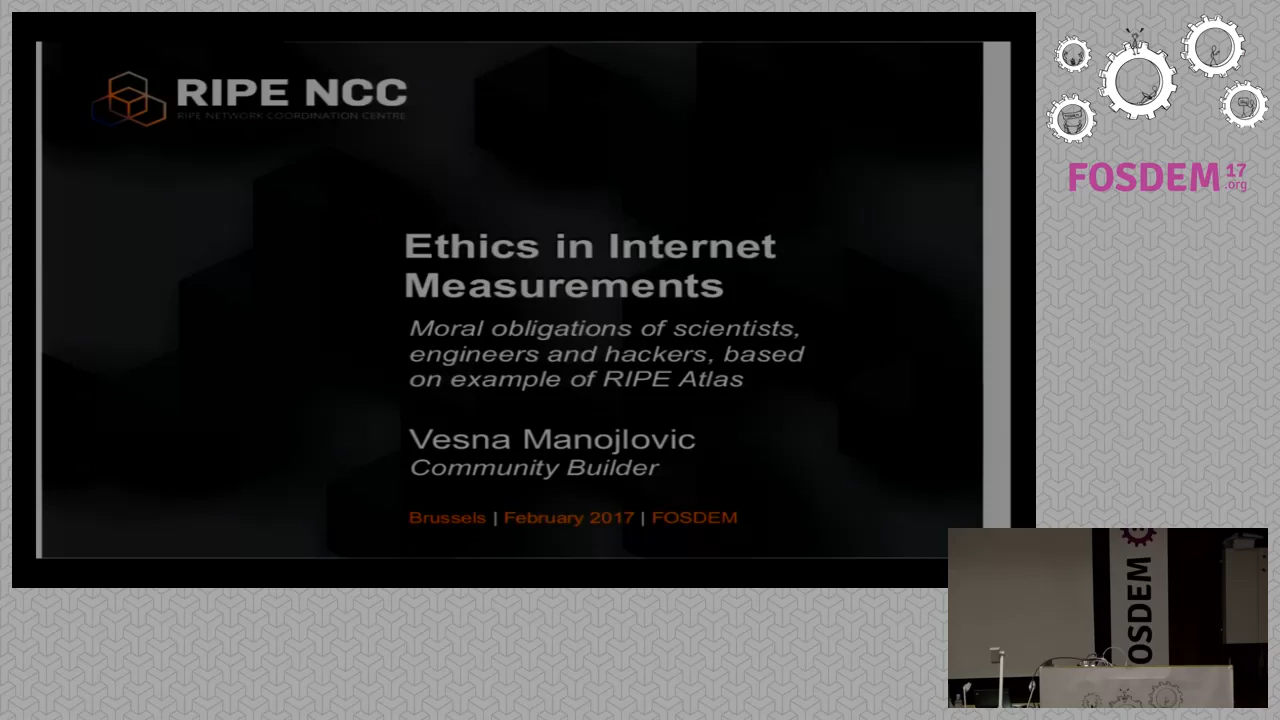 RIPE NCC
RIPE NETWORK COORDINATION CENTRE
Ethics in Internet
Measurements
Moral obligations of scientists,
engineers and hackers, based
on example of RIPE Atlas
Vesna Manojlovic
Community Builder
Brussels | February 2017 | FOSDEM
FOSDEM 17
.org
OSDEM